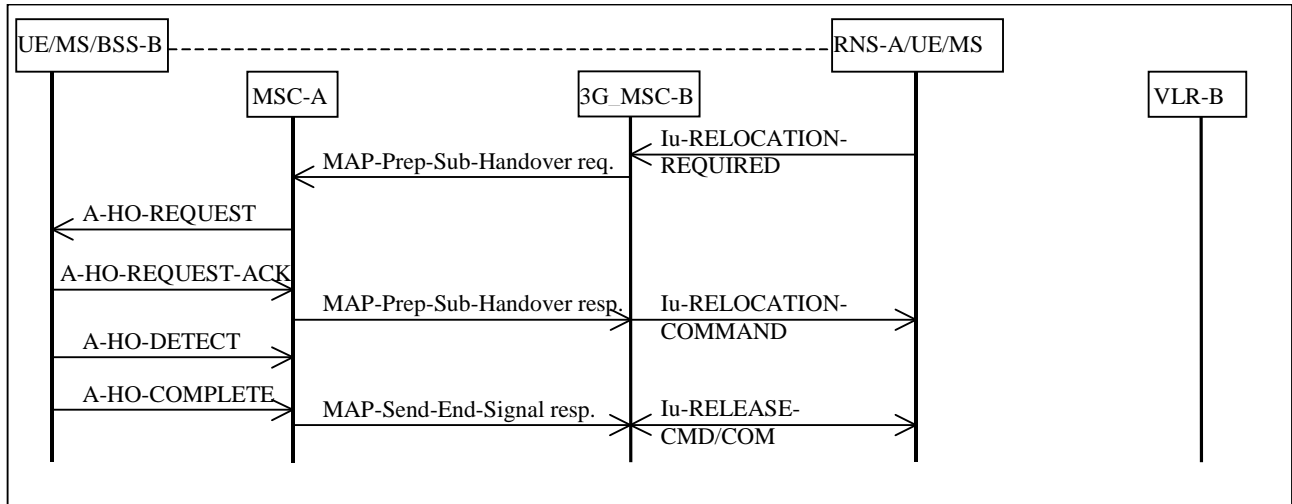 UE/MS/BSS-B
RNS-A/UE/MS
MSC-A
3G_MSC-B
VLR-B
Iu-RELOCATION-
REQUIRED
MAP-Prep-Sub-Handover req.
A-HO-REQUEST
A-HO-REQUEST-ACK
MAP-Prep-Sub-Handover resp.
Iu-RELOCATION-
COMMAND
A-HO-DETECT
A-HO-COMPLETE
MAP-Send-End-Signal resp.
Iu-RELEASE-
CMD/COM